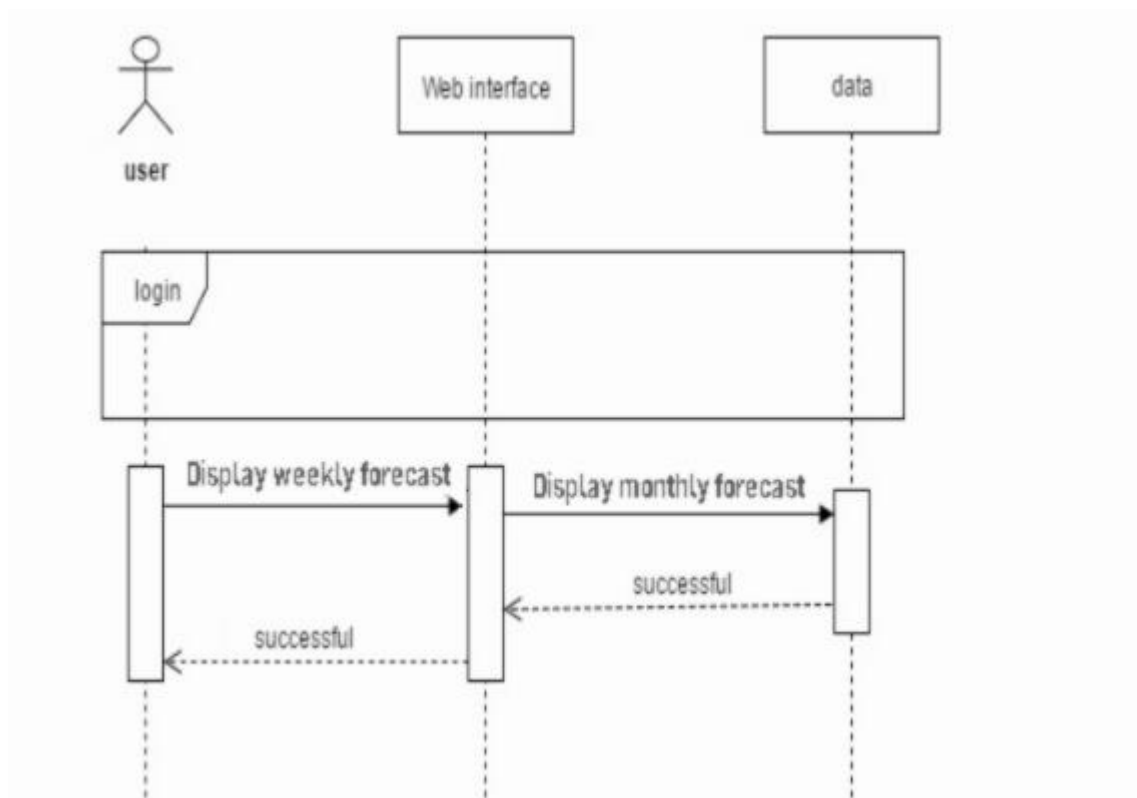 Web interface
data
user
login
Display weekly forecast
Display monthly forecast
successful
successful